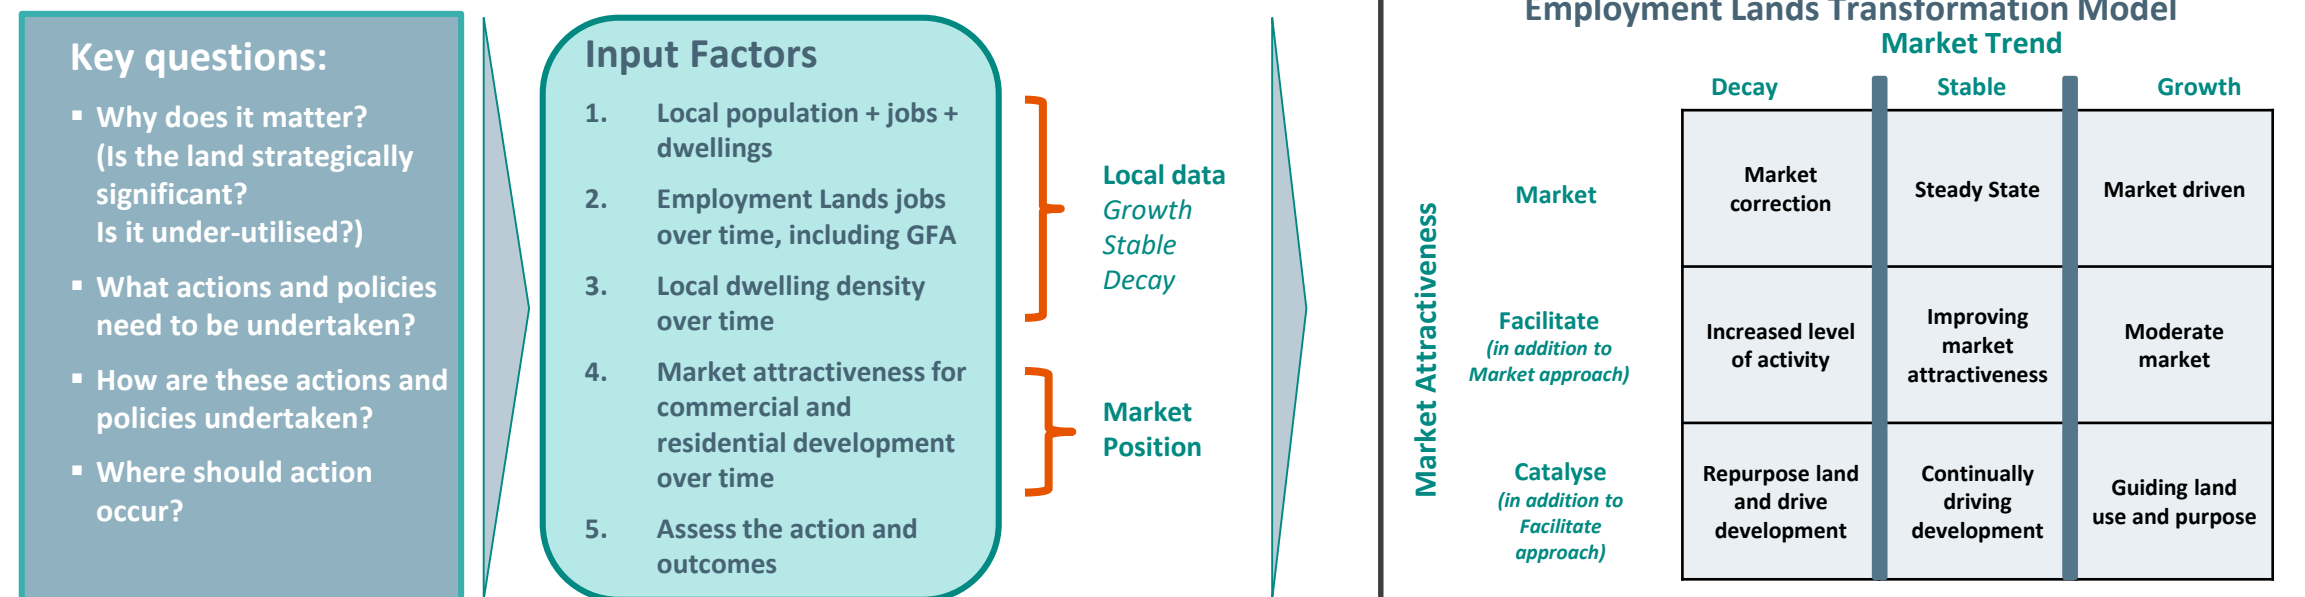 Key questions:
▪ Why does it matter?
(Is the land strategically
significant?
Is it under-utilised?)
▪ What actions and policies
need to be undertaken?
▪ How are these actions and
policies undertaken?
▪ Where should action
occur?
Input Factors
1. Local population + jobs +
dwellings
2. Employment Lands jobs
over time, including GFA
3. Local dwelling density
over time
4. Market attractiveness for
commercial and
residential development
over time
5. Assess the action and
outcomes
Local data
Growth
Stable
Decay
Market
Position
Employment Lands Transformation Model
Market Trend
Decay
Stable
Growth
Market Attractiveness
Market
Market
correction
Steady State
Market driven
Facilitate
(in addition to
Market approach)
Increased level
of activity
Improving
market
attractiveness
Moderate
market
Catalyse
(in addition to
Facilitate
approach)
Repurpose land
and drive
development
Continually
driving
development
Guiding land
use and purpose